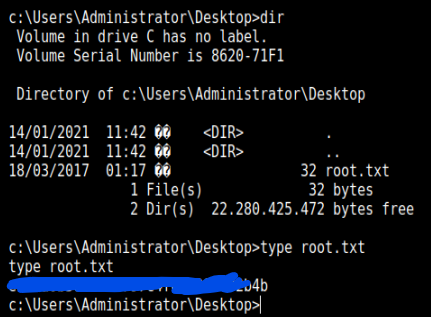 c:\Users\Administrator\Desktop>dir
Volume in drive C has no label.
Volume Serial Number is 8620-71F1
Directory of c:\Users\Administrator\Desktop
14/01/2021  11:42 ��    <DIR>          .
14/01/2021  11:42 ��    <DIR>          ..
18/03/2017  01:17 ��                32 root.txt
1 File(s)             32 bytes
2 Dir(s)  22.280.425.472 bytes free
c:\Users\Administrator\Desktop>type root.txt
type root.txt
2b4b
c:\Users\Administrator\Desktop>